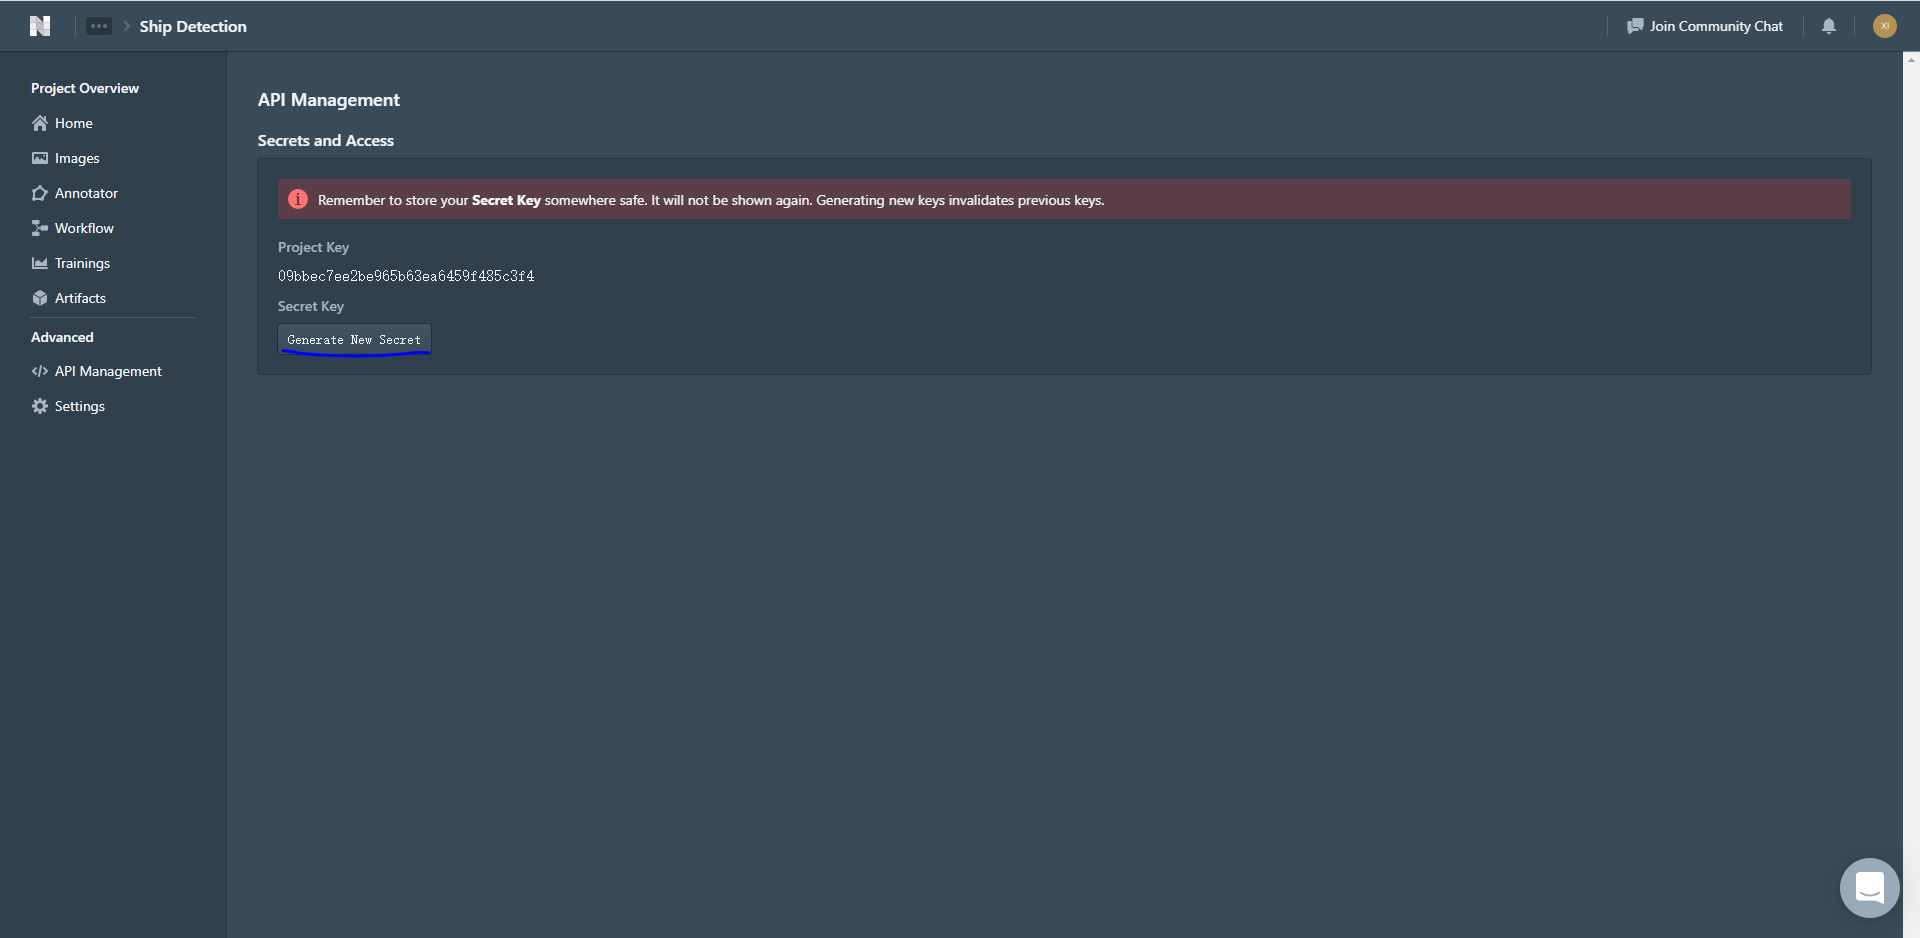 Ship Detection
Join Community Chat
XI
Project Overview
Home
Images
Annotator
Workflow
Trainings
Artifacts
Advanced
API Management
Settings
API Management
Secrets and Access
Remember to store your Secret Key somewhere safe. It will not be shown again. Generating new keys invalidates previous keys.
Project Key
09bbec7ee2be965b63ea6459f485c3f4
Secret Key
Generate New Secret